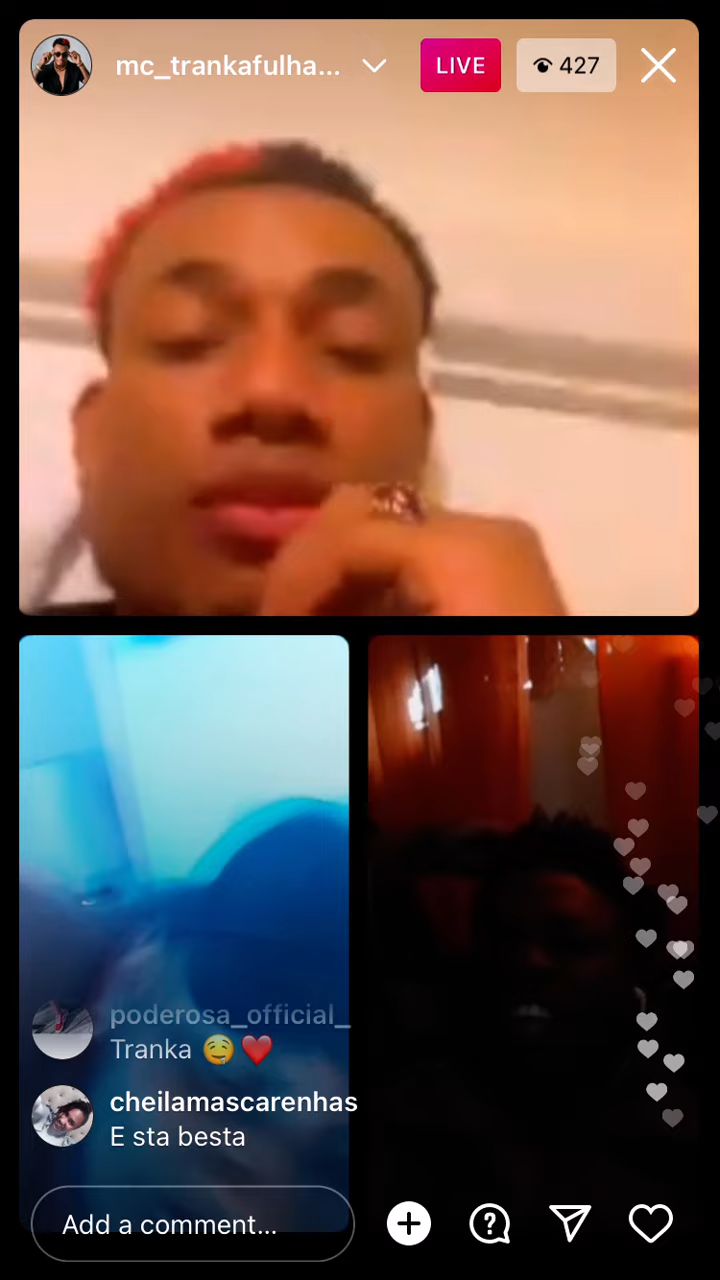 mc_trankafulha...
LIVE
427
poderosa_official_
Tranka 🤤❤️
cheilamascarenhas
E sta besta
Add a comment...